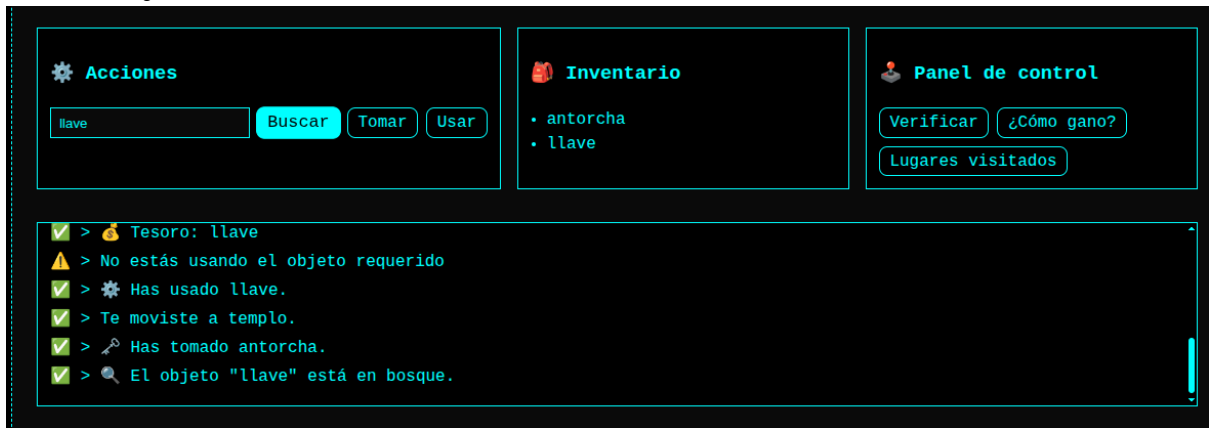 ⚙️ Acciones
llave
Buscar Tomar Usar
🎒 Inventario
• antorcha
• llave
🕹️ Panel de control
Verificar ¿Cómo gano?
Lugares visitados
✅ > 💰 Tesoro: llave
⚠️ > No estás usando el objeto requerido
✅ > ⚙️ Has usado llave.
✅ > Te moviste a templo.
✅ > 🗝️ Has tomado antorcha.
✅ > 🔍 El objeto "llave" está en bosque.